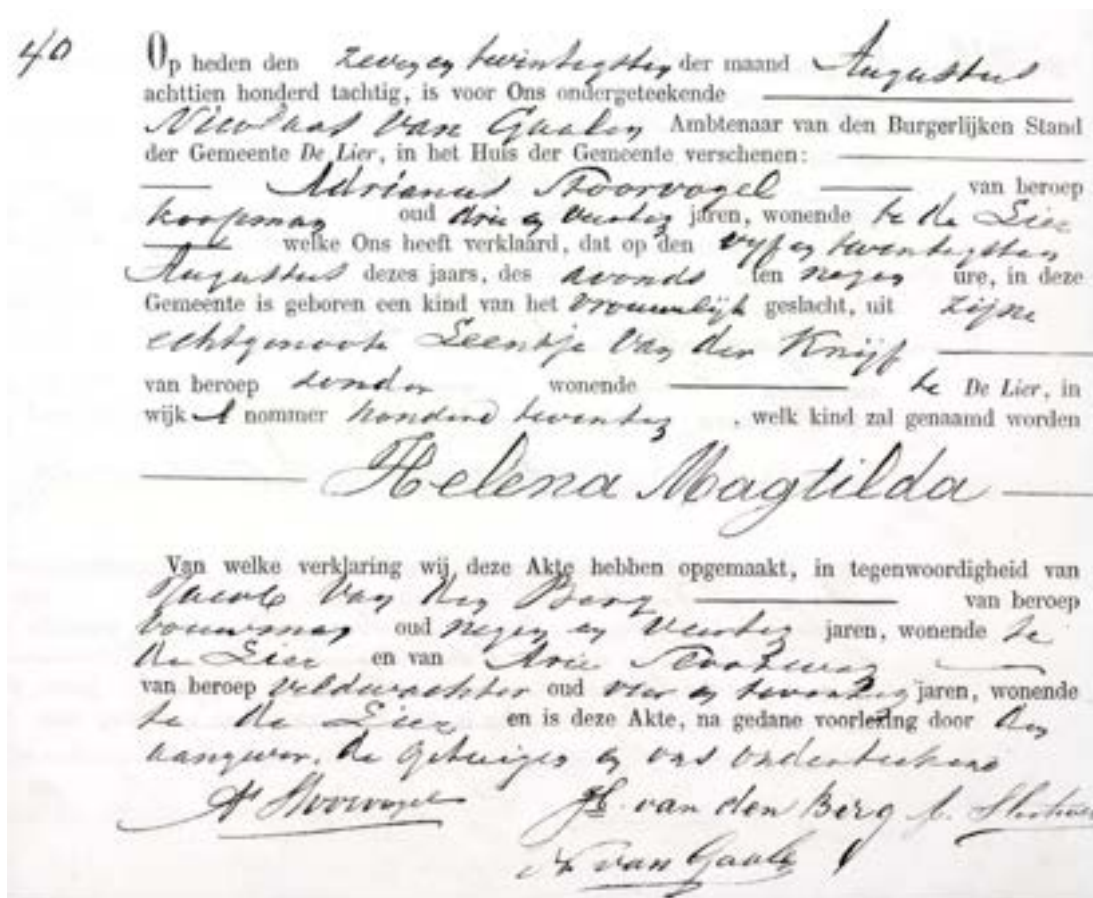 40
Op heden den zeven en twintigsten der maand Augustus
achttien honderd tachtig, is voor Ons ondergeteekende
Nicolaas van Gaalen Ambtenaar van den Burgerlijken Stand
der Gemeente De Lier, in het Huis der Gemeente verschenen:
Adrianus Noorvogel van beroep
koopman oud drie en veertig jaren, wonende te de Lier
welke Ons heeft verklaard, dat op den vijf en twintigsten
Augustus dezes jaars, des avonds ten negen ure, in deze
Gemeente is geboren een kind van het vrouwelijk geslacht, uit zijne
echtgenoote Leentje van der Knijf
van beroep zonder wonende te De Lier, in
wijk A nommer honderd twintig, welk kind zal genaamd worden
Helena Magtilda
Van welke verklaring wij deze Akte hebben opgemaakt, in tegenwoordigheid van
Jacob van den Berg van beroep
bouwman oud negen en veertig jaren, wonende te
de Lier en van Arie
van beroep veldwachter oud vier en jaren, wonende
te de Lier en is deze Akte, na gedane voorlezing door den
aangever, de getuigen en ons onderteekend
van den Berg
N van Gaalen